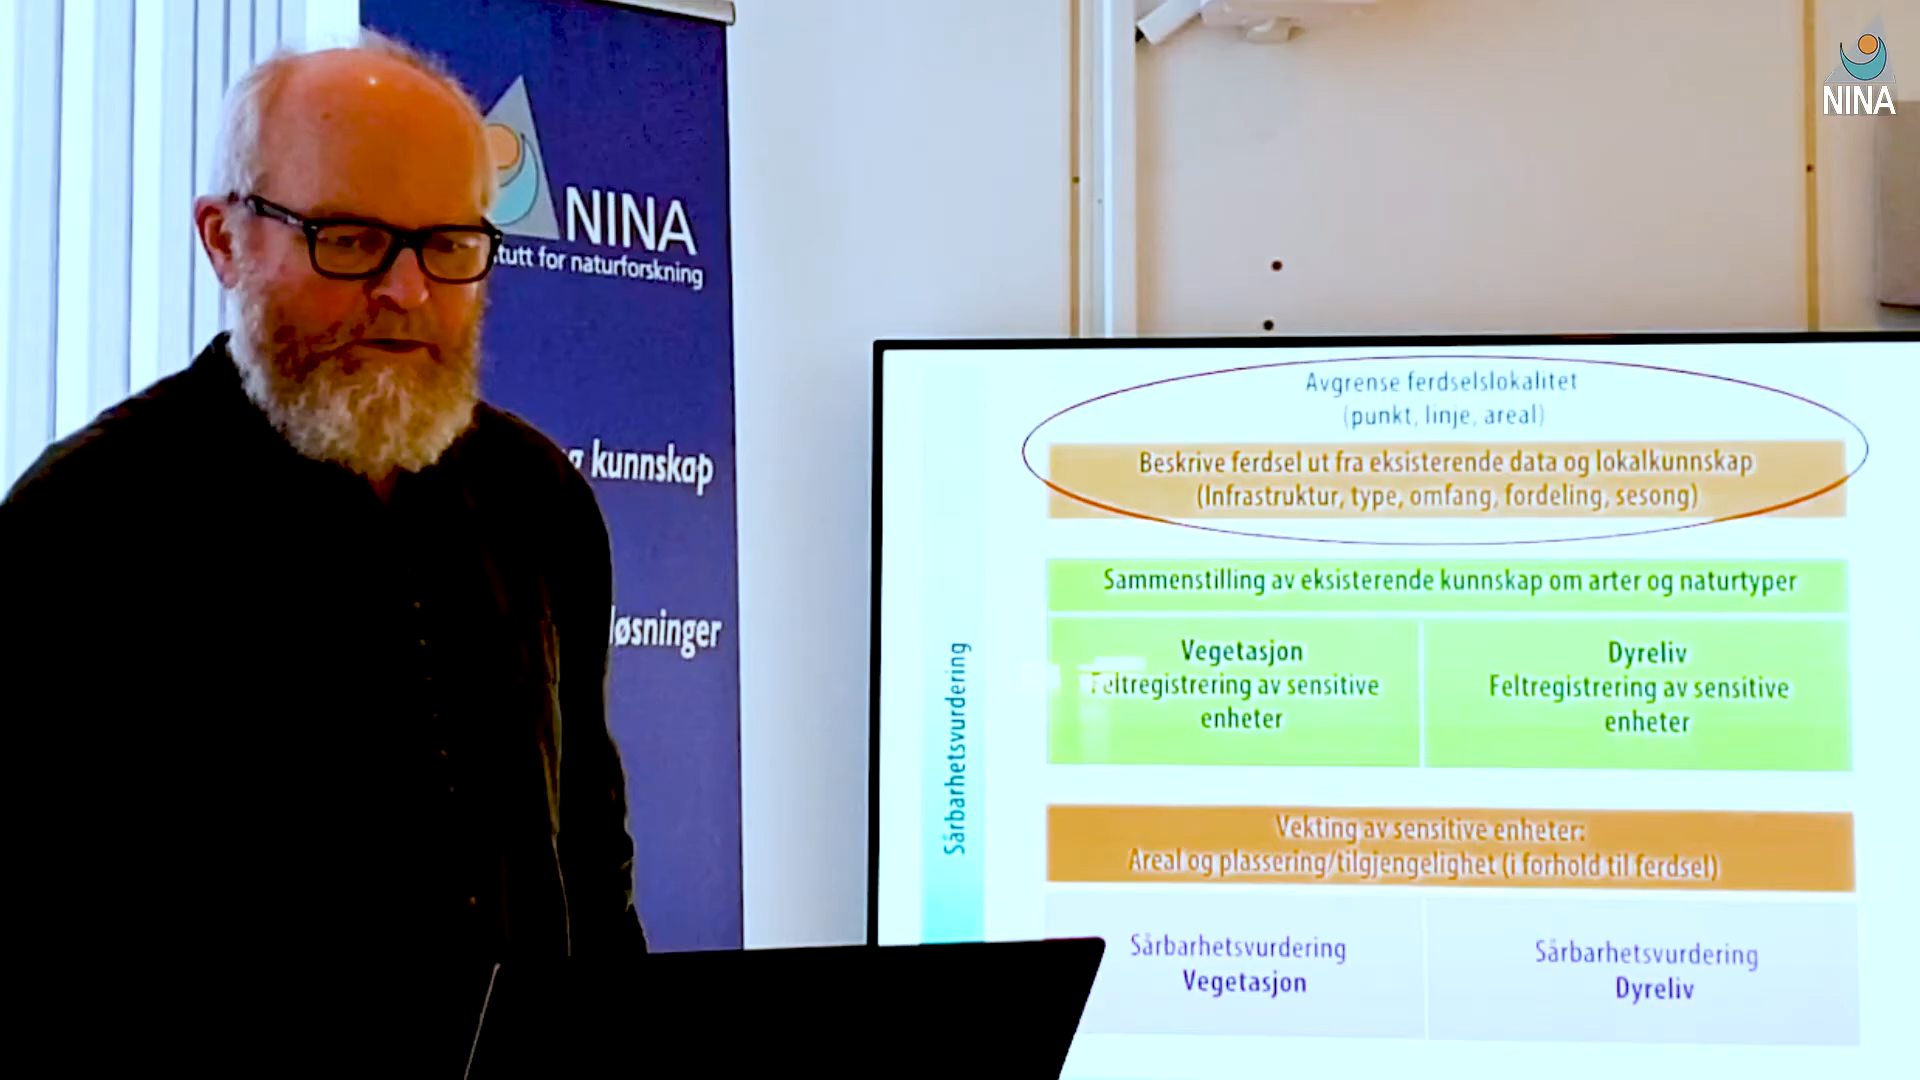 NINA
NINA
tutt for naturforskning
g kunnskap
løsninger
Sårbarhetsvurdering
Avgrense ferdselslokalitet
(punkt, linje, areal)
Beskrive ferdsel ut fra eksisterende data og lokalkunnskap
(Infrastruktur, type, omfang, fordeling, sesong)
Sammenstilling av eksisterende kunnskap om arter og naturtyper
Vegetasjon
Feltregistrering av sensitive
enheter
Dyreliv
Feltregistrering av sensitive
enheter
Vekting av sensitive enheter:
Areal og plassering/tilgjengelighet (i forhold til ferdsel)
Sårbarhetsvurdering
Vegetasjon
Sårbarhetsvurdering
Dyreliv